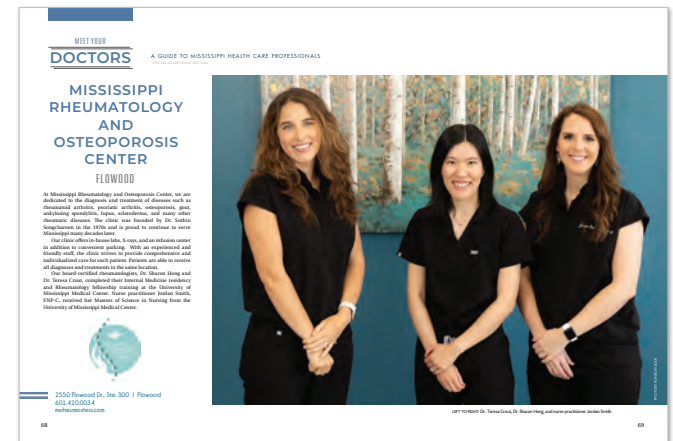 MEET YOUR
DOCTORS
A GUIDE TO MISSISSIPPI HEALTH CARE PROFESSIONALS
SPECIAL ADVERTISING SECTION
MISSISSIPPI
RHEUMATOLOGY
AND
OSTEOPOROSIS
CENTER
FLOWOOD
At Mississippi Rheumatology and Osteoporosis Center, we are
dedicated to the diagnosis and treatment of diseases such as
rheumatoid arthritis, psoriatic arthritis, osteoporosis, gout,
ankylosing spondylitis, lupus, scleroderma, and many other
rheumatic diseases. The clinic was founded by Dr. Suthin
Songcharoen in the 1970s and is proud to continue to serve
Mississippi many decades later.
Our clinic offers in-house labs, X-rays, and an infusion center
in addition to convenient parking. With an experienced and
friendly staff, the clinic strives to provide comprehensive and
individualized care for each patient. Patients are able to receive
all diagnoses and treatments in the same location.
Our board certified rheumatologists, Dr. Sharon Hong and
Dr. Teresa Crout, completed their Internal Medicine residency
and Rheumatology fellowship training at the University of
Mississippi Medical Center. Nurse practitioner Jordan Smith,
FNP-C, received her Masters of Science in Nursing from the
University of Mississippi Medical Center.
2550 Flowood Dr., Ste. 300 | Flowood
601.420.0034
msrheumosteo.com
LEFT TO RIGHT: Dr. Teresa Crout, Dr. Sharon Hong, and nurse practitioner Jordan Smith
68
69